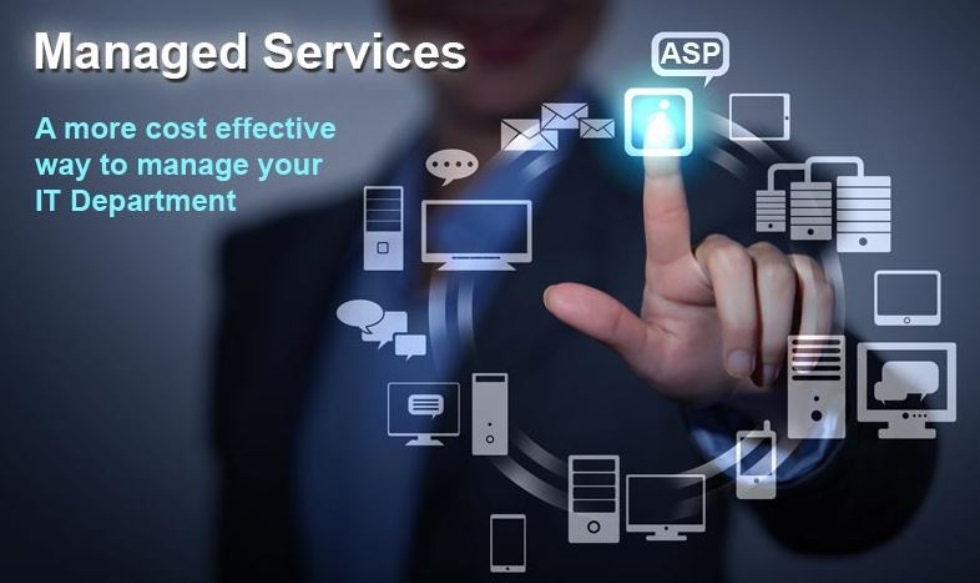 Managed Services
ASP
A more cost effective
way to manage your
IT Department